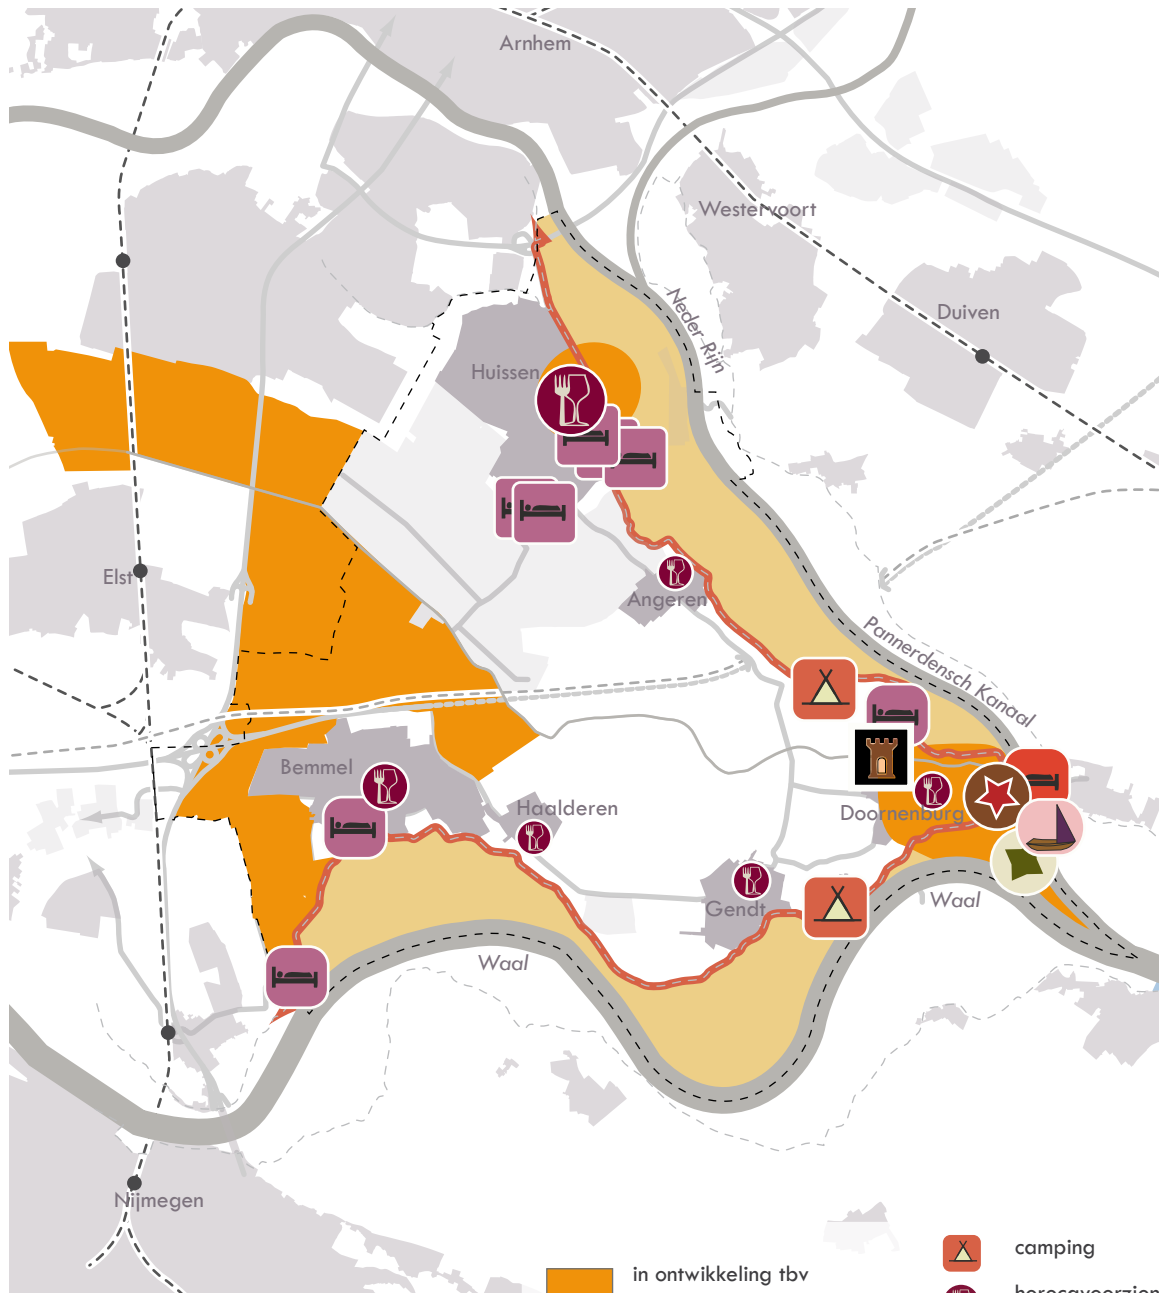 Arnhem
Westervoort
Duiven
Neder Rijn
Huissen
Elst
Angeren
Pannerdensch Kanaal
Bemmel
Haalderen
Doornenburg
Gendt
Waal
Waal
Nijmegen
camping
in ontwikkeling tbv